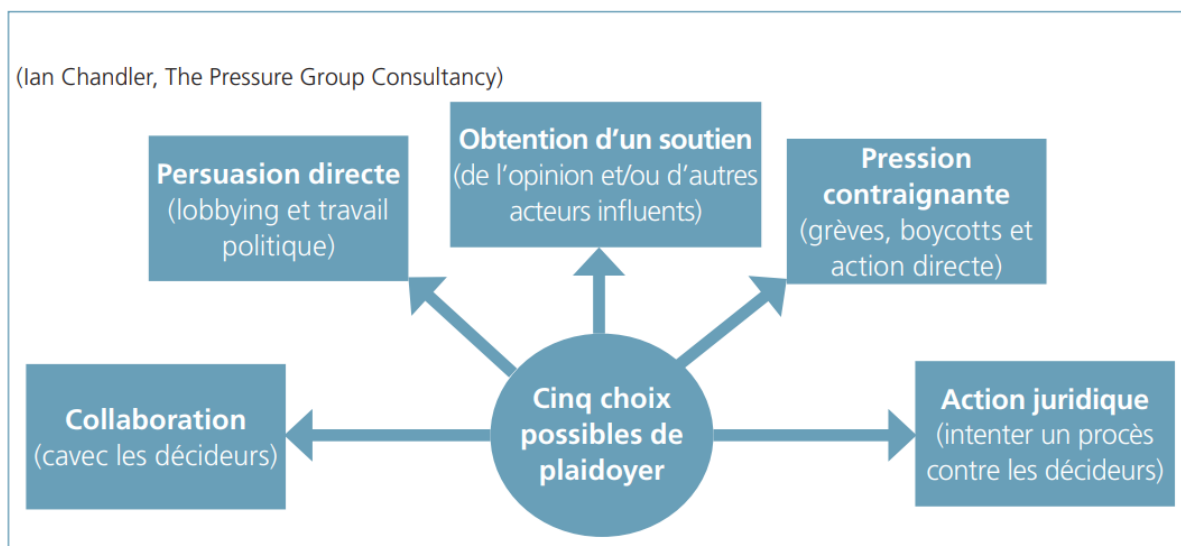 (Ian Chandler, The Pressure Group Consultancy)
Persuasion directe
(lobbying et travail
politique)
Obtention d'un soutien
(de l'opinion et/ou d'autres
acteurs influents)
Pression
contraignante
(grèves, boycotts et
action directe)
Collaboration
(cavec les décideurs)
Cinq choix
possibles de
plaidoyer
Action juridique
(intenter un procès
contre les décideurs)